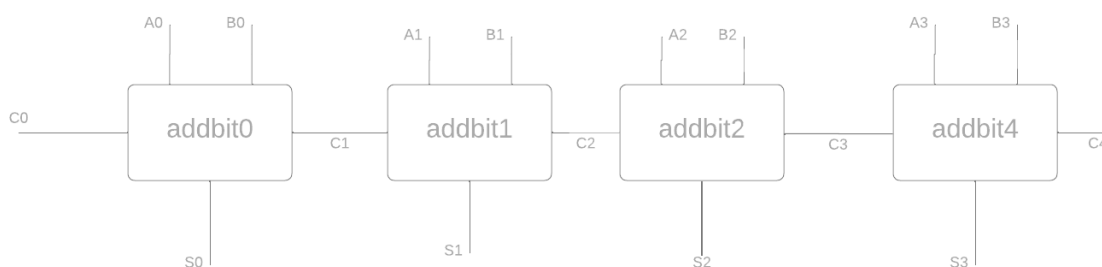 A0 B0 A1 B1 A2 B2 A3 B3
C0 addbit0 C1 addbit1 C2 addbit2 C3 addbit4 C4
S0 S1 S2 S3